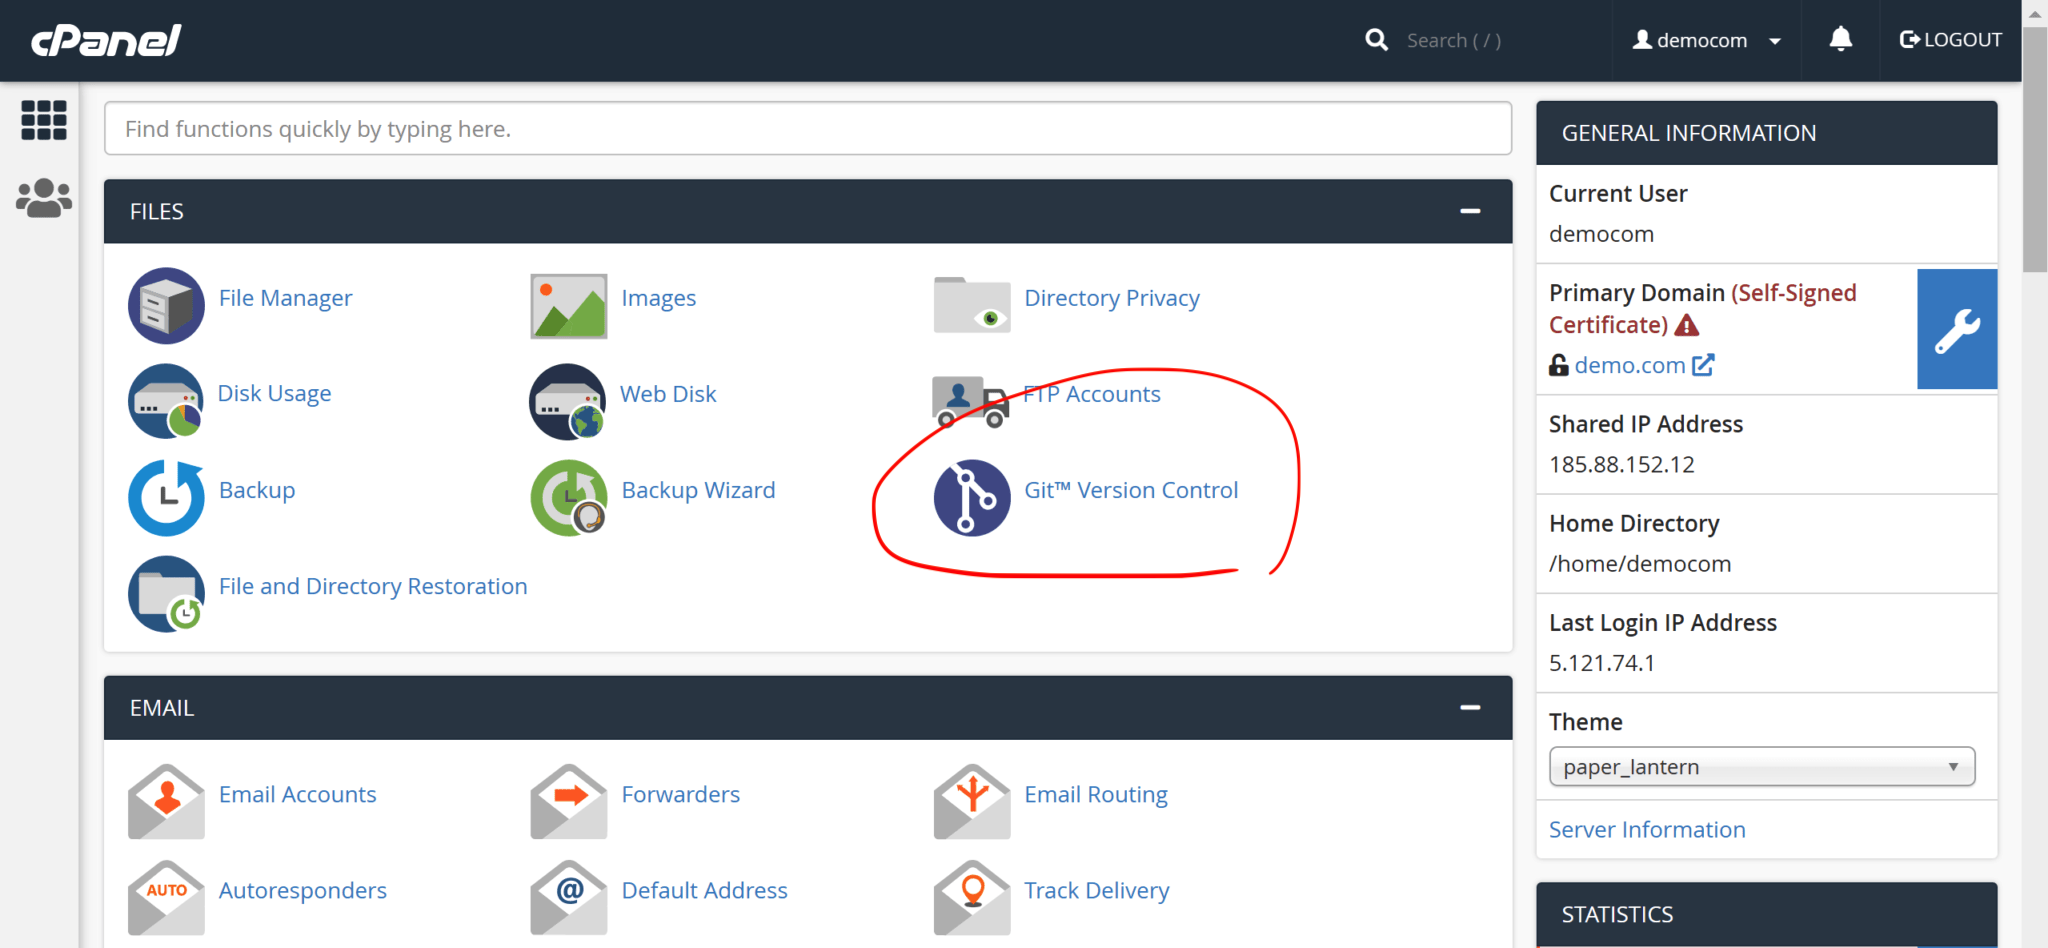 cPanel
Search ( / )
democom
LOGOUT
Find functions quickly by typing here.
FILES
File Manager
Images
Directory Privacy
Disk Usage
Web Disk
FTP Accounts
Backup
Backup Wizard
Git™ Version Control
File and Directory Restoration
EMAIL
Email Accounts
Forwarders
Email Routing
AUTO
Autoresponders
@
Default Address
Track Delivery
GENERAL INFORMATION
Current User
democom
Primary Domain (Self-Signed
Certificate)
demo.com
Shared IP Address
185.88.152.12
Home Directory
/home/democom
Last Login IP Address
5.121.74.1
Theme
paper_lantern
Server Information
STATISTICS